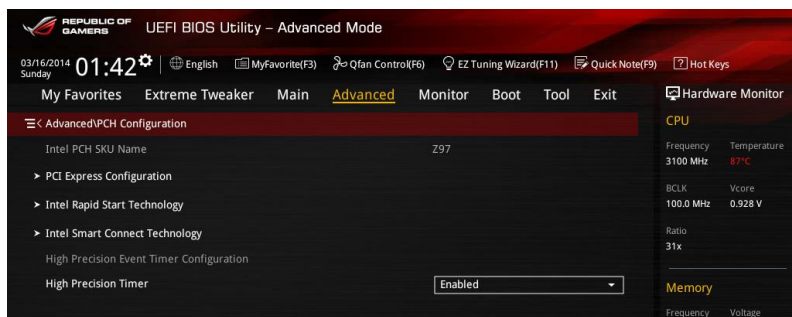 REPUBLIC OF
GAMERS
UEFI BIOS Utility – Advanced Mode
03/16/2014
Sunday
01:42
English
MyFavorite(F3)
Qfan Control(F6)
EZ Tuning Wizard(F11)
Quick Note(F9)
? Hot Keys
My Favorites
Extreme Tweaker
Main
Advanced
Monitor
Boot
Tool
Exit
Hardware Monitor
< Advanced\PCH Configuration
Intel PCH SKU Name
Z97
> PCI Express Configuration
> Intel Rapid Start Technology
> Intel Smart Connect Technology
High Precision Event Timer Configuration
High Precision Timer
Enabled
CPU
Frequency
Temperature
3100 MHz
87°C
BCLK
Vcore
100.0 MHz
0.928 V
Ratio
31x
Memory
Frequency
Voltage